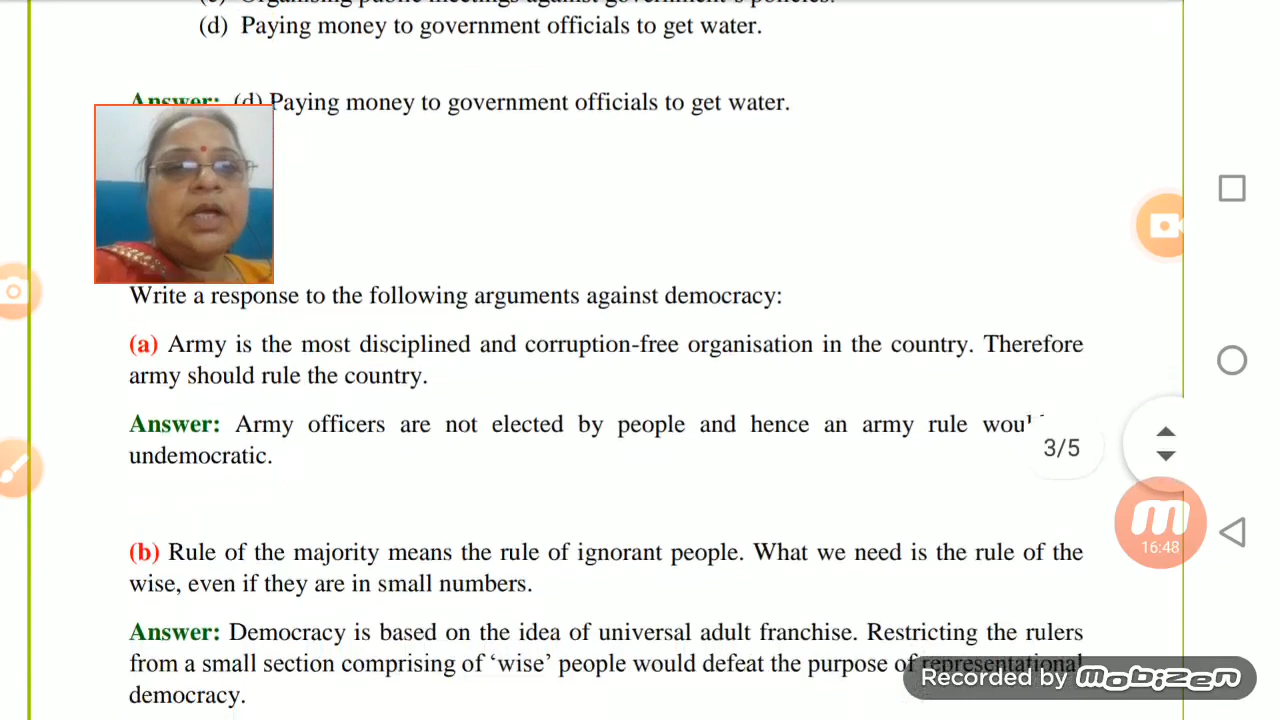 (d) Paying money to government officials to get water.
Answer: (d) Paying money to government officials to get water.
Write a response to the following arguments against democracy:
(a) Army is the most disciplined and corruption-free organisation in the country. Therefore
army should rule the country.
Answer: Army officers are not elected by people and hence an army rule
undemocratic.
3/5
16:48
(b) Rule of the majority means the rule of ignorant people. What we need is the rule of the
wise, even if they are in small numbers.
Answer: Democracy is based on the idea of universal adult franchise. Restricting the rulers
from a small section comprising of ‘wise’ people would defeat the purpose of representational
democracy.
Recorded by mobizen